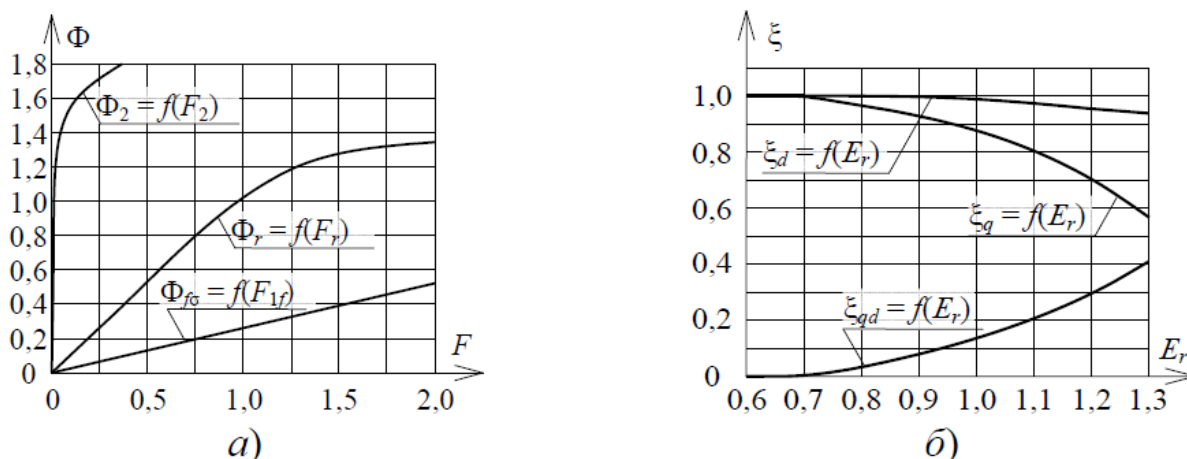 Φ
1,8
1,6
1,4
1,2
1,0
0,8
0,6
0,4
0,2
0
Φ2 = f(F2)
Φr = f(Fr)
Φfσ = f(F1f)
F
0 0,5 1,0 1,5 2,0
а)
ξ
1,0
0,8
0,6
0,4
0,2
0
ξd = f(Er)
ξq = f(Er)
ξqd = f(Er)
Er
0,6 0,7 0,8 0,9 1,0 1,1 1,2 1,3
б)